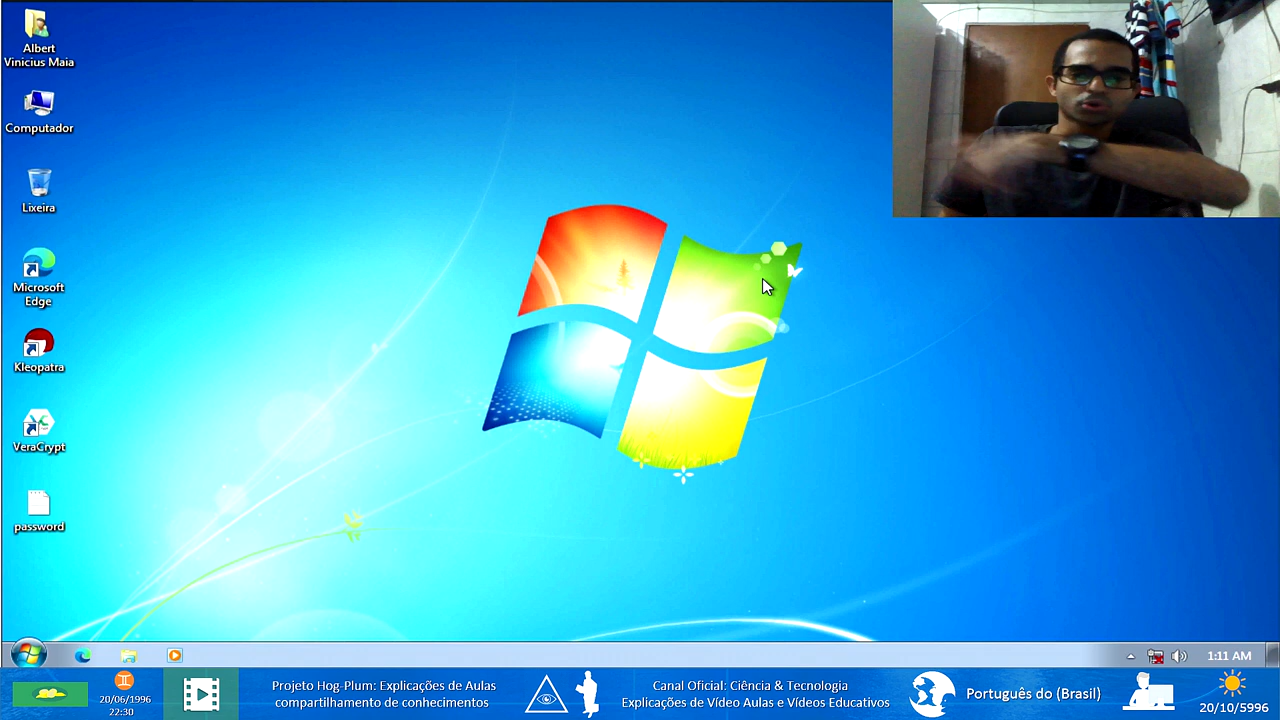 Albert
Vinicius Maia
Computador
Lixeira
Microsoft
Edge
Kleopatra
VeraCrypt
password
1:11 AM
20/06/1996
22:30
Projeto Hog-Plum: Explicações de Aulas
compartilhamento de conhecimentos
Canal Oficial: Ciência & Tecnologia
Explicações de Vídeo Aulas e Vídeos Educativos
Português do (Brasil)
20/10/5996